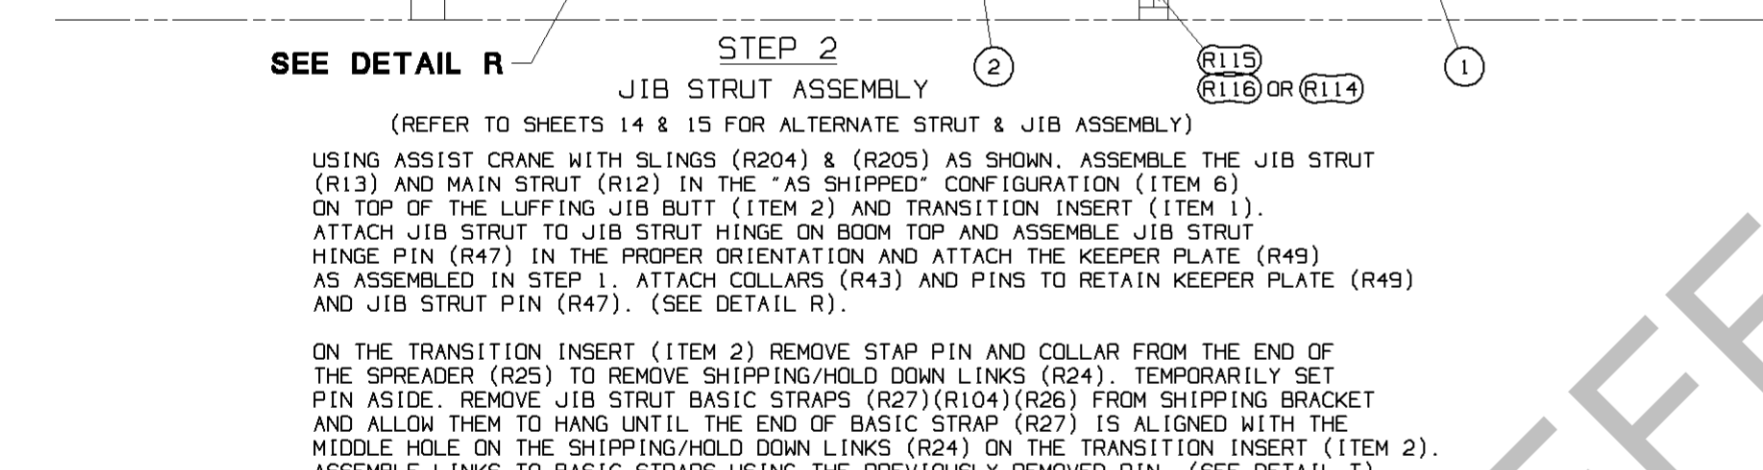 SEE DETAIL R
STEP 2
2
R115
1
JIB STRUT ASSEMBLY
R116 OR R114
(REFER TO SHEETS 14 & 15 FOR ALTERNATE STRUT & JIB ASSEMBLY)
USING ASSIST CRANE WITH SLINGS (R204) & (R205) AS SHOWN. ASSEMBLE THE JIB STRUT
(R13) AND MAIN STRUT (R12) IN THE "AS SHIPPED" CONFIGURATION (ITEM 6)
ON TOP OF THE LUFFING JIB BUTT (ITEM 2) AND TRANSITION INSERT (ITEM 1).
ATTACH JIB STRUT TO JIB STRUT HINGE ON BOOM TOP AND ASSEMBLE JIB STRUT
HINGE PIN (R47) IN THE PROPER ORIENTATION AND ATTACH THE KEEPER PLATE (R49)
AS ASSEMBLED IN STEP 1. ATTACH COLLARS (R43) AND PINS TO RETAIN KEEPER PLATE (R49)
AND JIB STRUT PIN (R47). (SEE DETAIL R).
ON THE TRANSITION INSERT (ITEM 2) REMOVE STAP PIN AND COLLAR FROM THE END OF
THE SPREADER (R25) TO REMOVE SHIPPING/HOLD DOWN LINKS (R24). TEMPORARILY SET
PIN ASIDE. REMOVE JIB STRUT BASIC STRAPS (R27)(R104)(R26) FROM SHIPPING BRACKET
AND ALLOW THEM TO HANG UNTIL THE END OF BASIC STRAP (R27) IS ALIGNED WITH THE
MIDDLE HOLE ON THE SHIPPING/HOLD DOWN LINKS (R24) ON THE TRANSITION INSERT (ITEM 2).